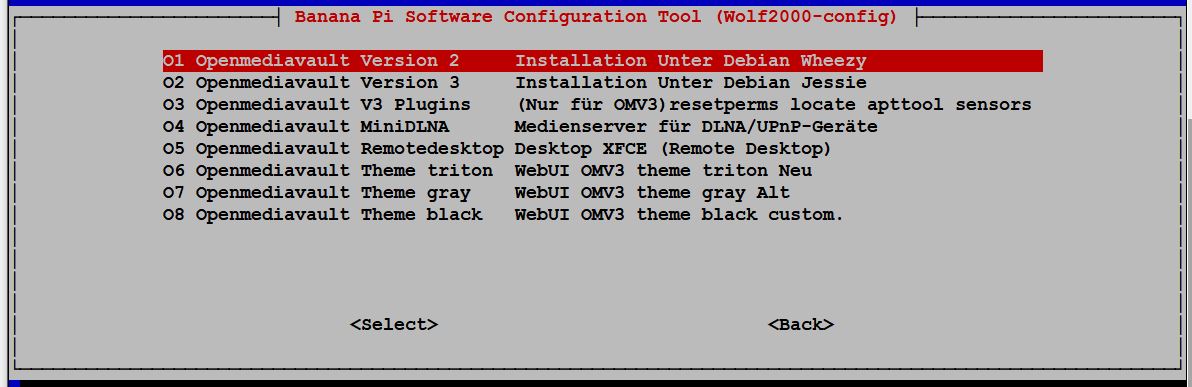 Banana Pi Software Configuration Tool (Wolf2000-config)
O1 Openmediavault Version 2 Installation Unter Debian Wheezy
O2 Openmediavault Version 3 Installation Unter Debian Jessie
O3 Openmediavault V3 Plugins (Nur für OMV3)resetperms locate apttool sensors
O4 Openmediavault MiniDLNA Medienserver für DLNA/UPnP-Geräte
O5 Openmediavault Remotedesktop Desktop XFCE (Remote Desktop)
O6 Openmediavault Theme triton WebUI OMV3 theme triton Neu
O7 Openmediavault Theme gray WebUI OMV3 theme gray Alt
O8 Openmediavault Theme black WebUI OMV3 theme black custom.
<Select> <Back>